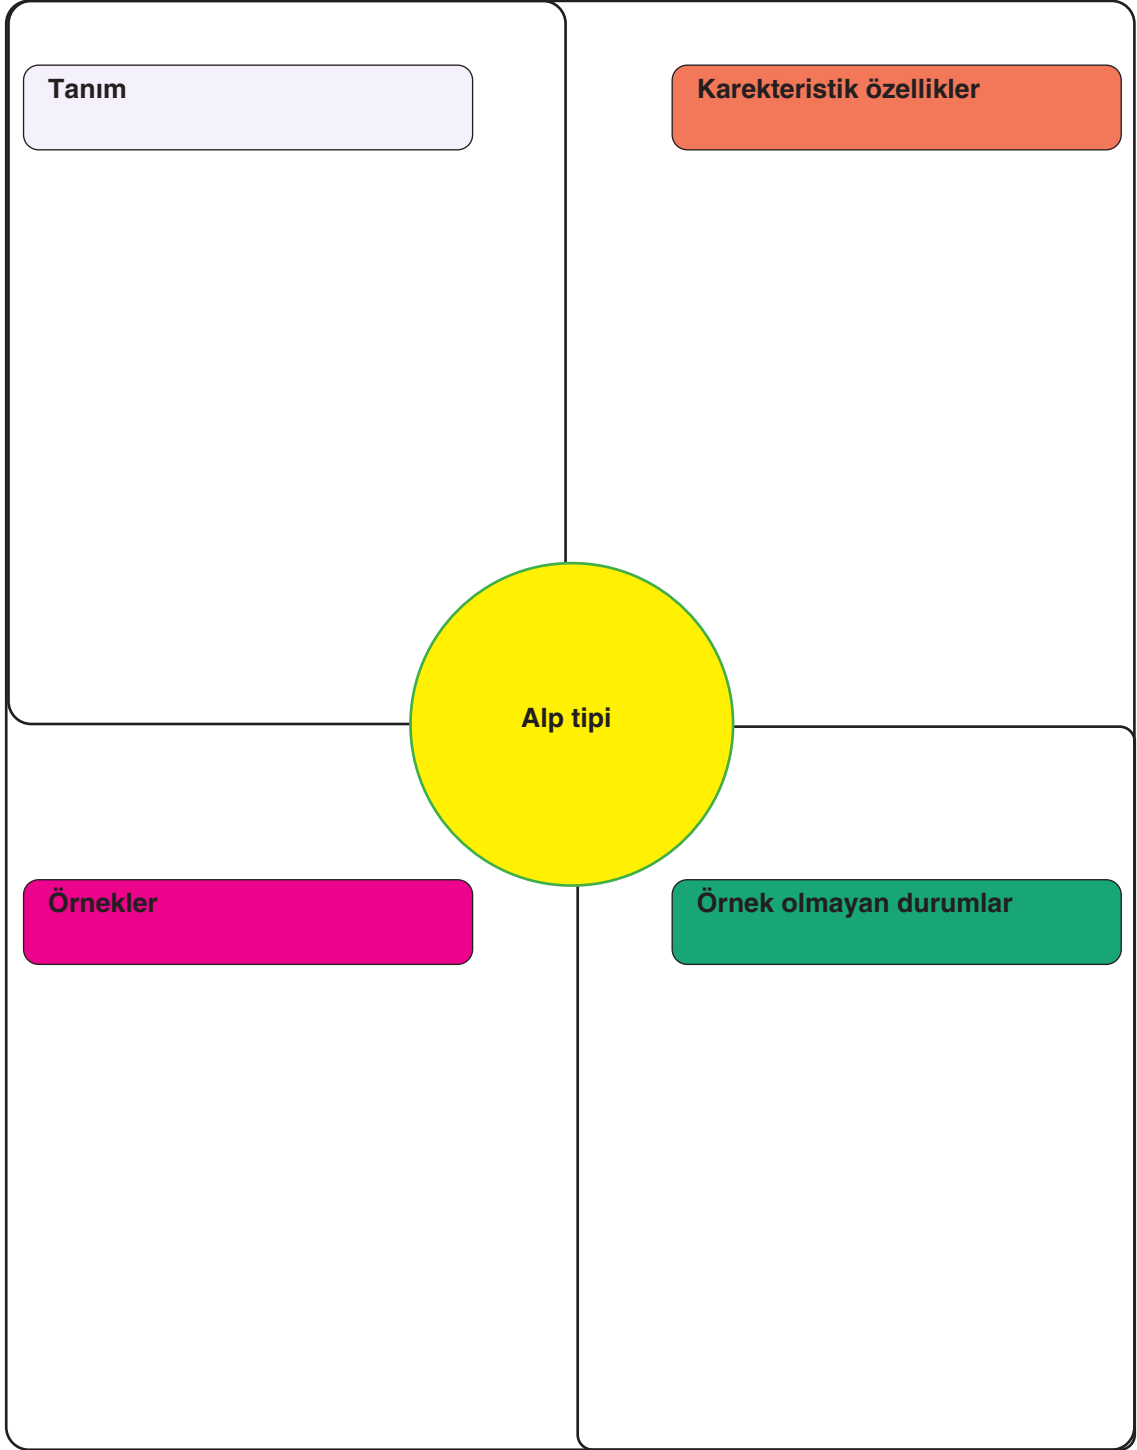 Tanım
Karekteristik özellikler
Alp tipi
Örnekler
Örnek olmayan durumlar